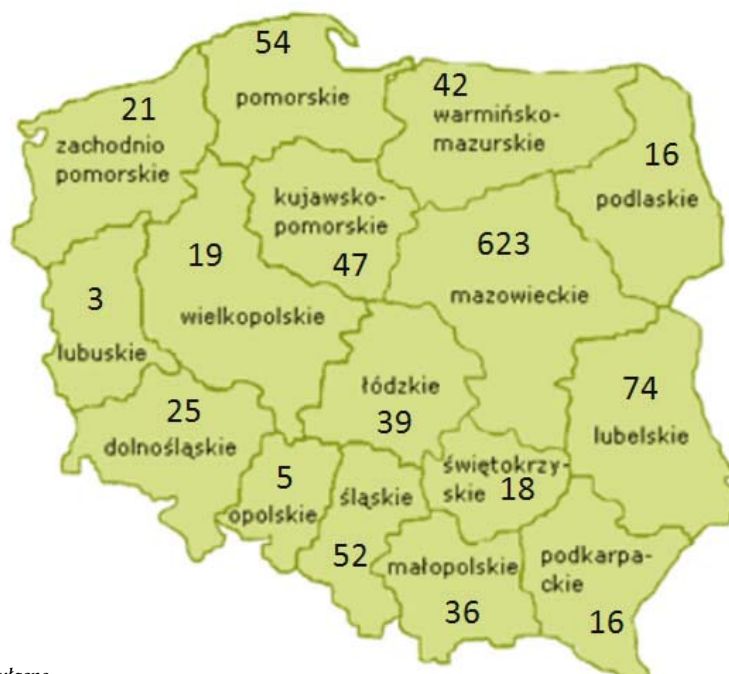 54
pomorskie
42
warmińsko-
mazurskie
21
zachodnio
pomorskie
16
podlaskie
kujawsko-
pomorskie
47
623
mazowieckie
19
wielkopolskie
3
lubuskie
łódzkie
39
74
lubelskie
25
dolnośląskie
5
opolskie
śląskie
52
świętokrzy-
skie 18
małopolskie
36
podkarpa-
ckie
16